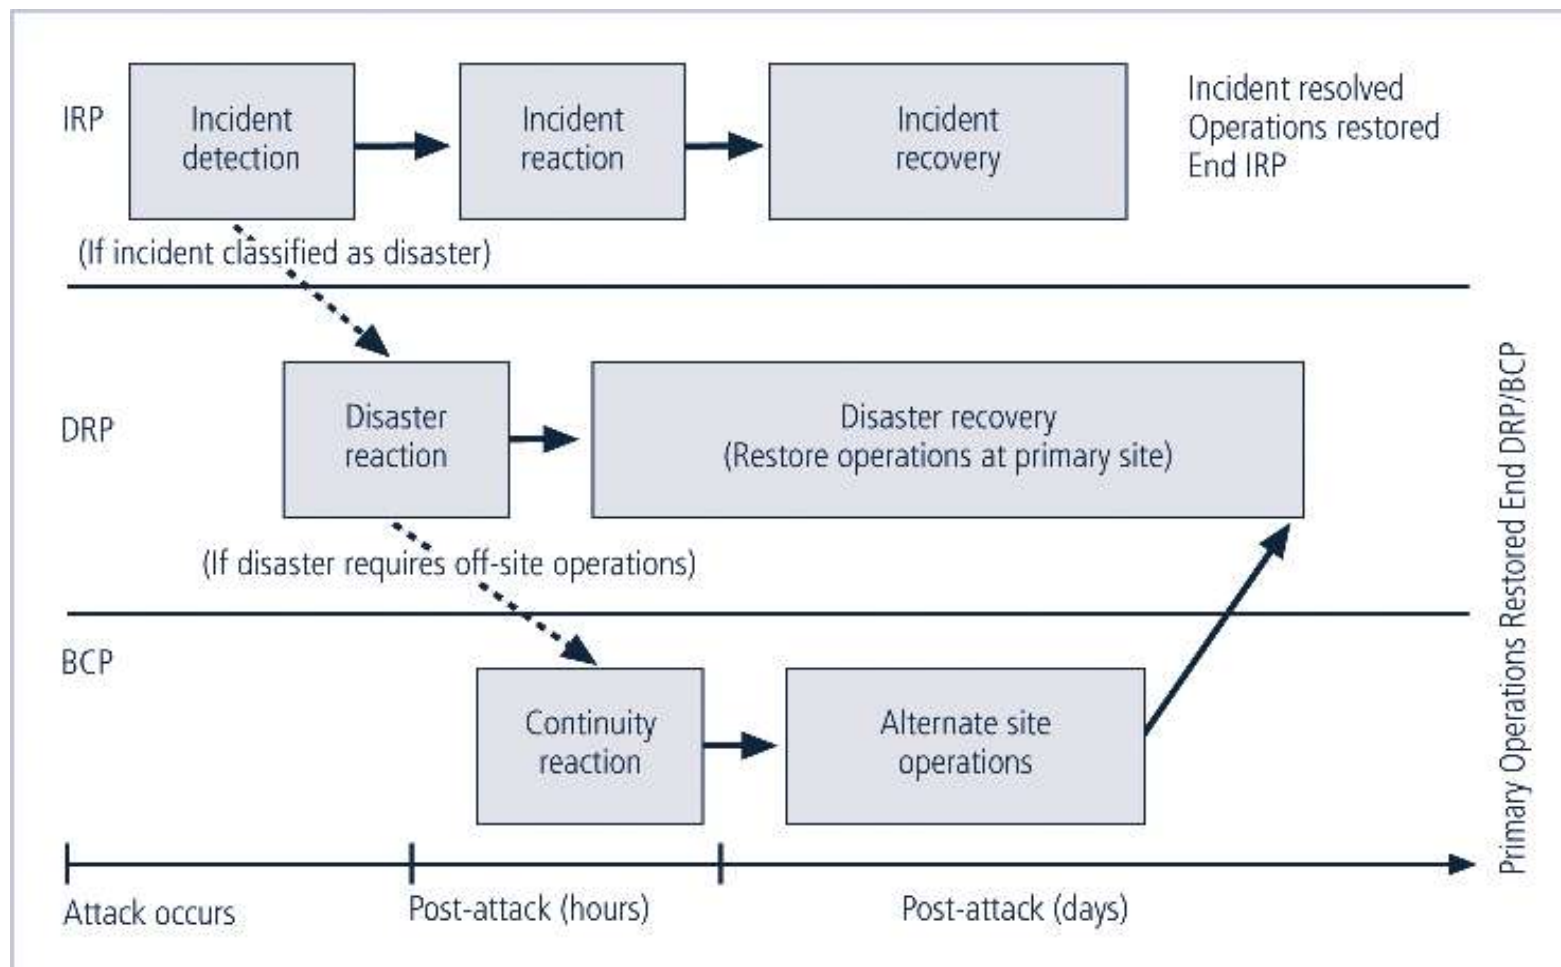 IRP
Incident
detection
Incident
reaction
Incident
recovery
Incident resolved
Operations restored
End IRP
(If incident classified as disaster)
DRP
Disaster
reaction
Disaster recovery
(Restore operations at primary site)
(If disaster requires off-site operations)
BCP
Continuity
reaction
Alternate site
operations
Primary Operations Restored End DRP/BCP
Attack occurs
Post-attack (hours)
Post-attack (days)